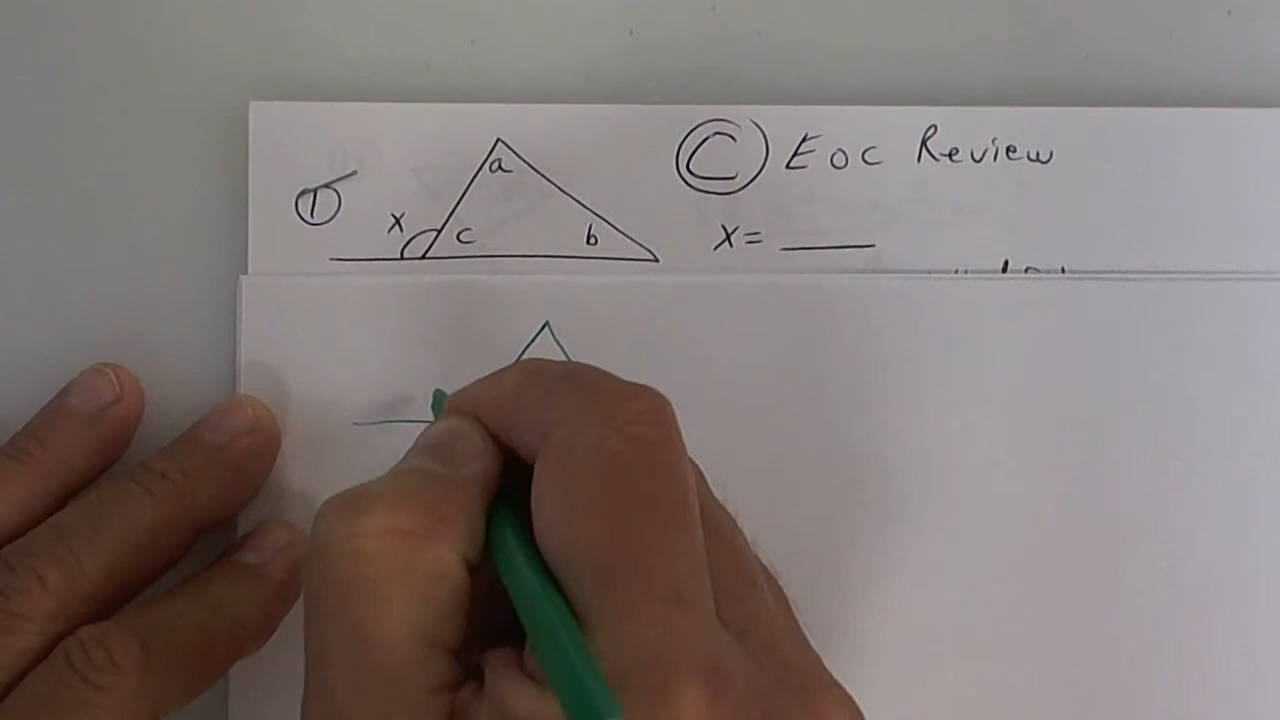 Ⓒ Eoc Review
① a
x c b x= ____